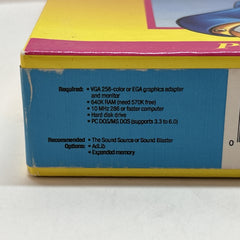 P
Required: • VGA 256-color or EGA graphics adapter
and monitor
• 640K RAM (need 570K free)
• 10 MHz 286 or faster computer
• Hard disk drive
• PC DOS/MS DOS (supports 3.3 to 6.0)
Recommended • The Sound Source or Sound Blaster
Options: • AdLib
• Expanded memory
0